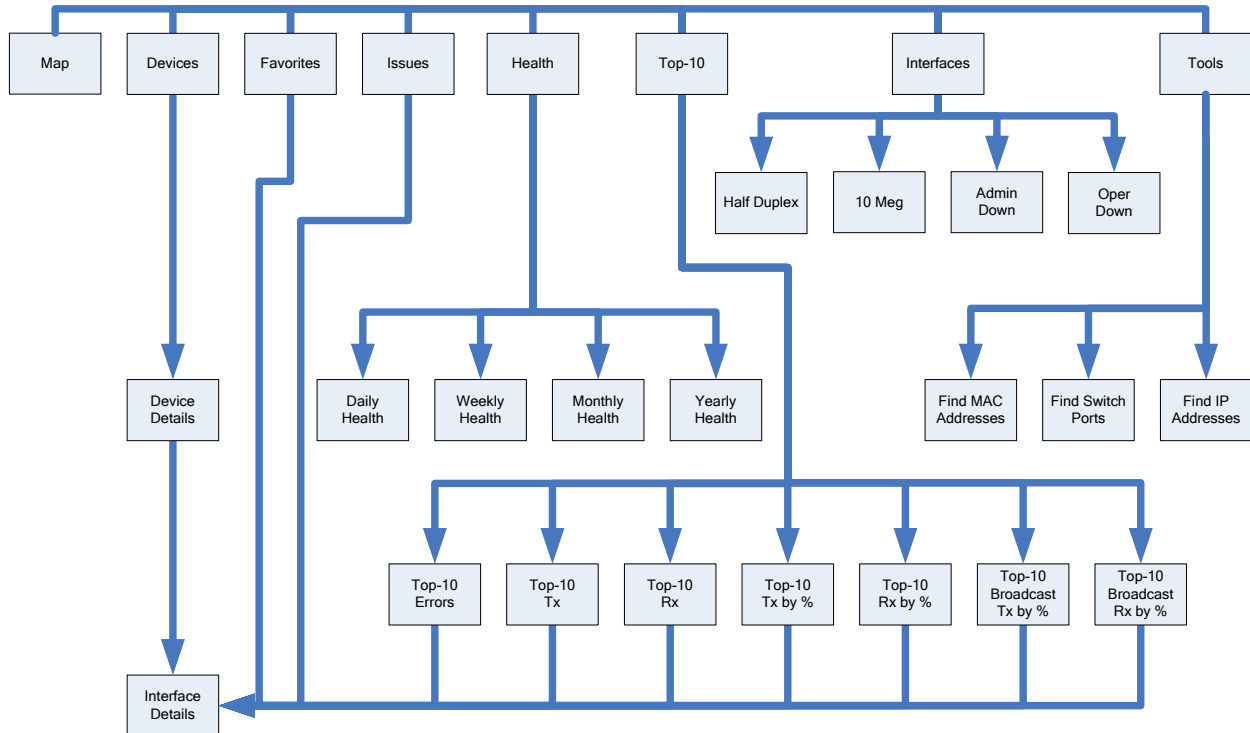 Map
Devices
Favorites
Issues
Health
Top-10
Interfaces
Tools
Half Duplex
10 Meg
Admin
Down
Oper
Down
Device
Details
Daily
Health
Weekly
Health
Monthly
Health
Yearly
Health
Find MAC
Addresses
Find Switch
Ports
Find IP
Addresses
Top-10
Errors
Top-10
Tx
Top-10
Rx
Top-10
Tx by %
Top-10
Rx by %
Top-10
Broadcast
Tx by %
Top-10
Broadcast
Rx by %
Interface
Details